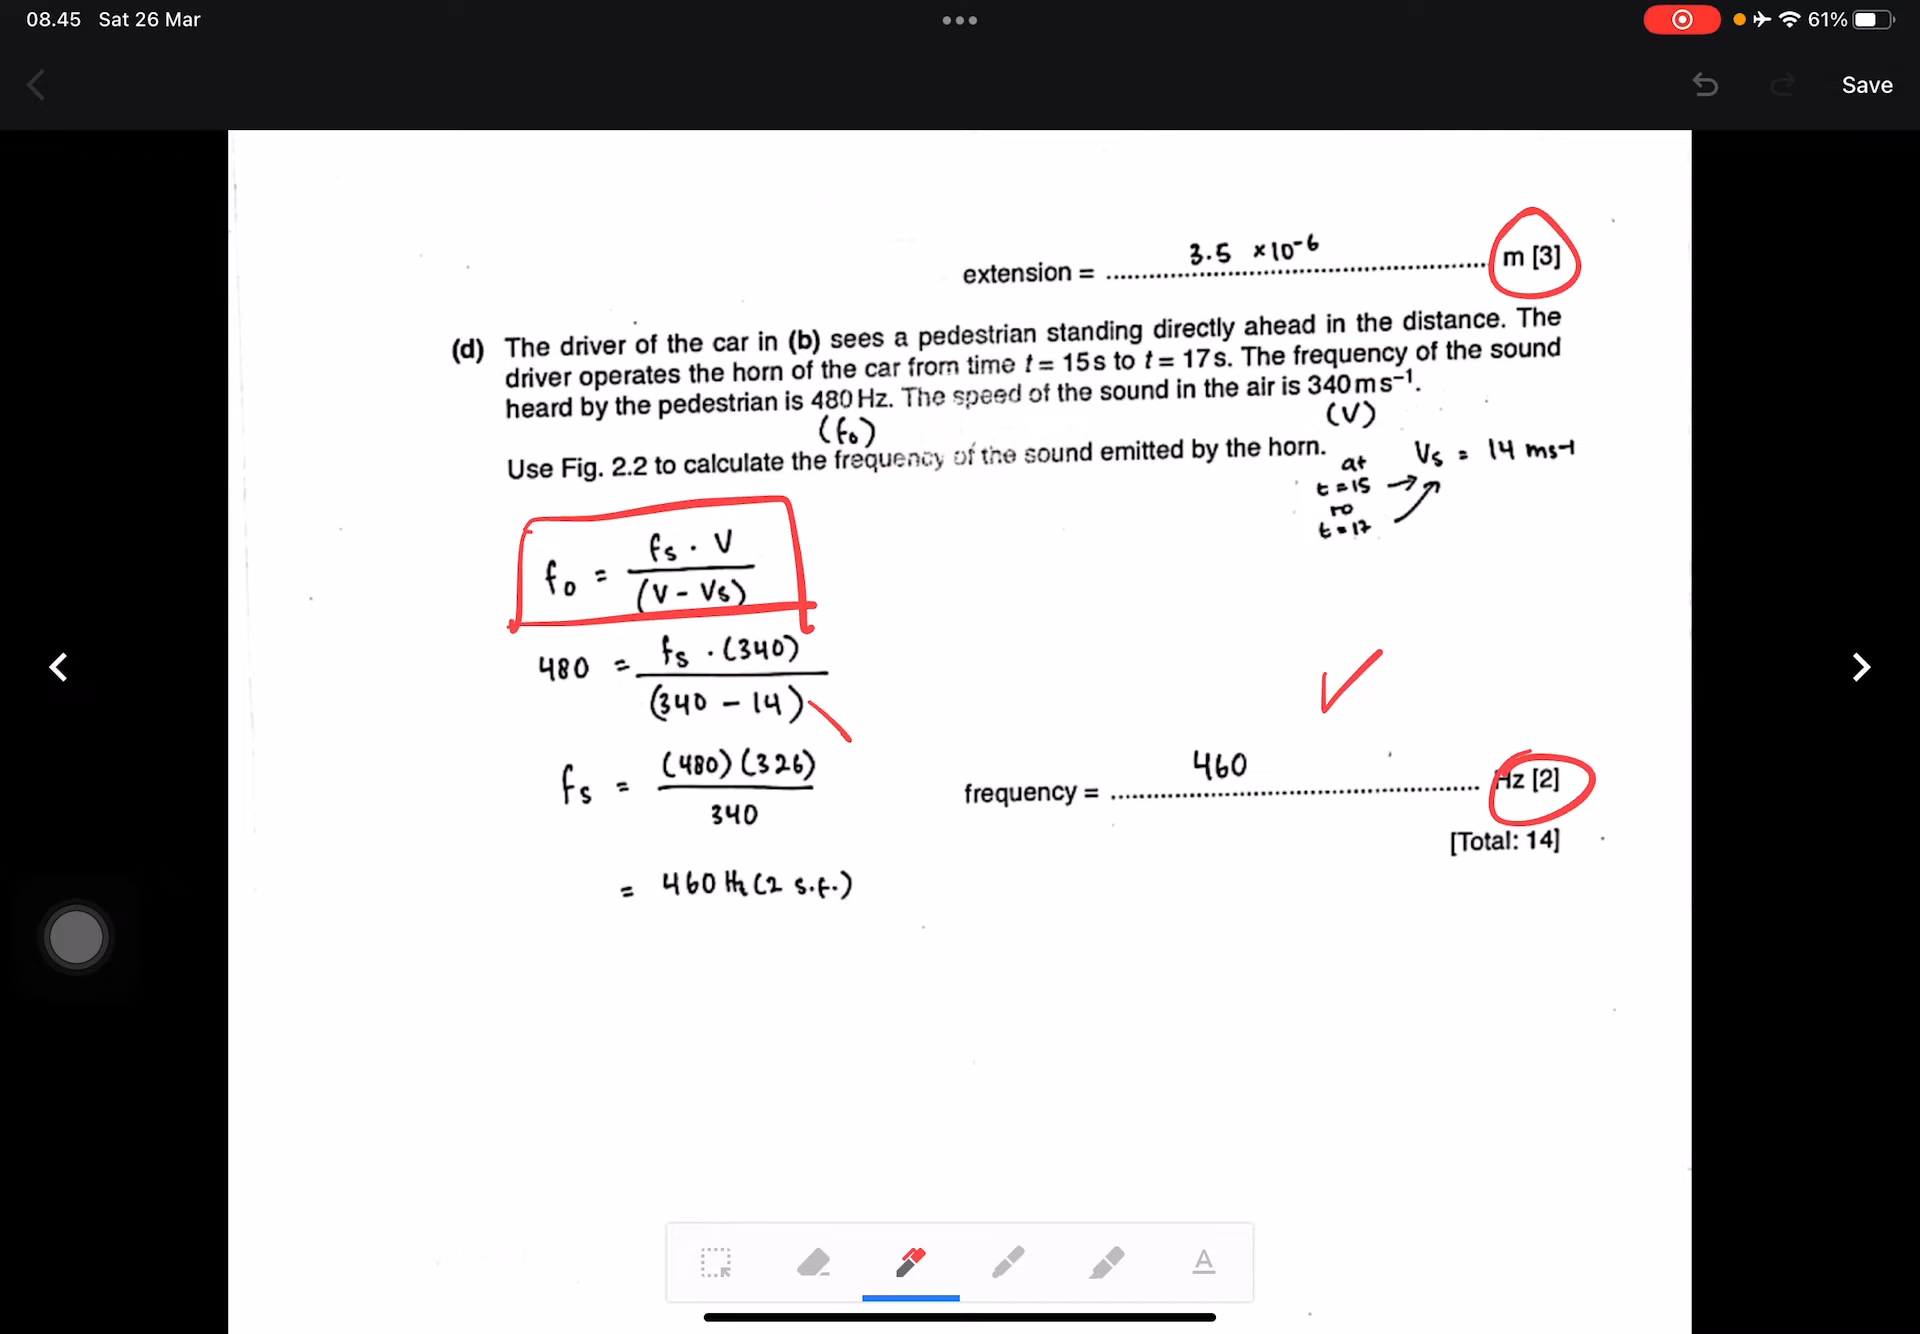 08.45 Sat 26 Mar
61%
Save
extension = 3.5 ×10⁻⁶ m [3]
(d) The driver of the car in (b) sees a pedestrian standing directly ahead in the distance. The
driver operates the horn of the car from time t = 15 s to t = 17 s. The frequency of the sound
heard by the pedestrian is 480 Hz. The speed of the sound in the air is 340 m s⁻¹.
(fo) (V)
Use Fig. 2.2 to calculate the frequency of the sound emitted by the horn.
at Vs = 14 ms-1
t = 15
to
t = 17
fo = fs . V / (V - Vs)
480 = fs . (340) / (340 - 14)
fs = (480) (326) / 340
= 460 Hz (2 s.f.)
frequency = 460 Hz [2]
[Total: 14]
A